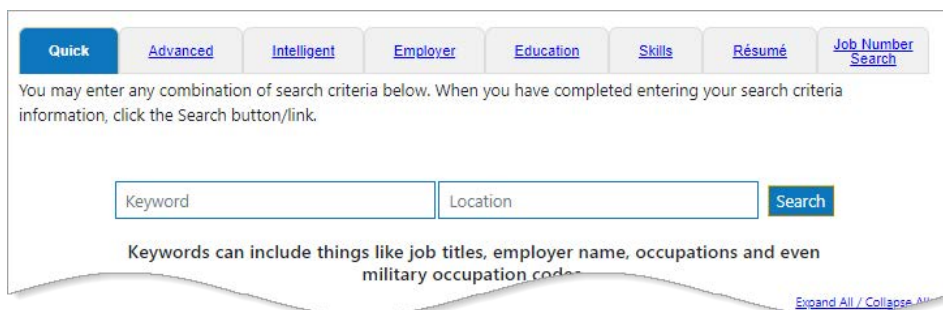 Quick Advanced Intelligent Employer Education Skills Résumé Job Number Search
You may enter any combination of search criteria below. When you have completed entering your search criteria
information, click the Search button/link.
Keyword Location Search
Keywords can include things like job titles, employer name, occupations and even
military occupation codes
Expand All / Collapse All